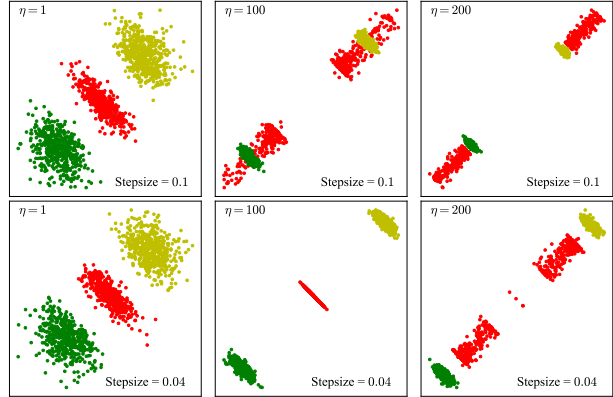 η = 1
η = 100
η = 200
Stepsize = 0.1
Stepsize = 0.1
Stepsize = 0.1
η = 1
η = 100
η = 200
Stepsize = 0.04
Stepsize = 0.04
Stepsize = 0.04